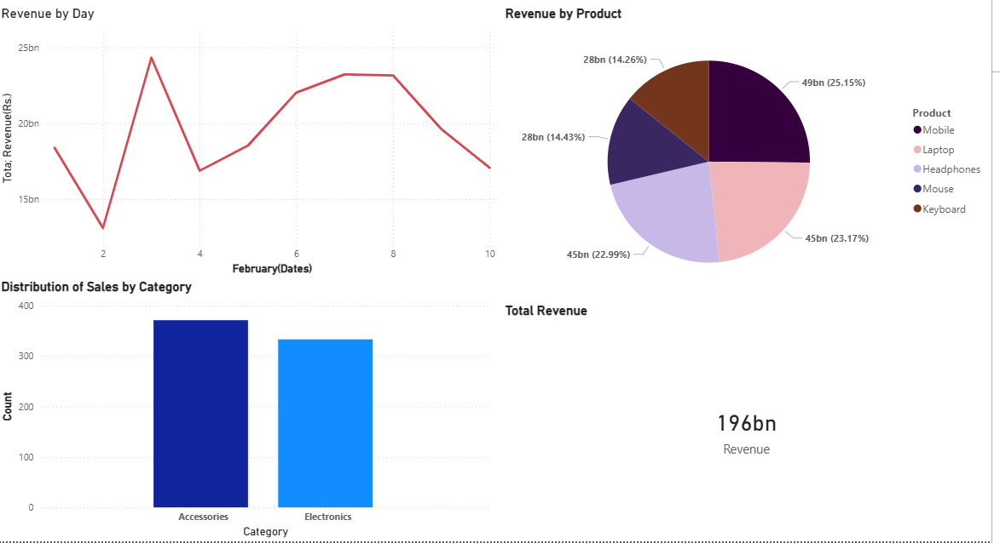 Revenue by Day
25bn
20bn
15bn
Tota: Revenue(Rs.)
2
4
6
8
10
February(Dates)
Revenue by Product
28bn (14.26%)
49bn (25.15%)
28bn (14.43%)
45bn (22.99%)
45bn (23.17%)
Product
Mobile
Laptop
Headphones
Mouse
Keyboard
Distribution of Sales by Category
400
300
200
100
0
Count
Accessories
Electronics
Category
Total Revenue
196bn
Revenue